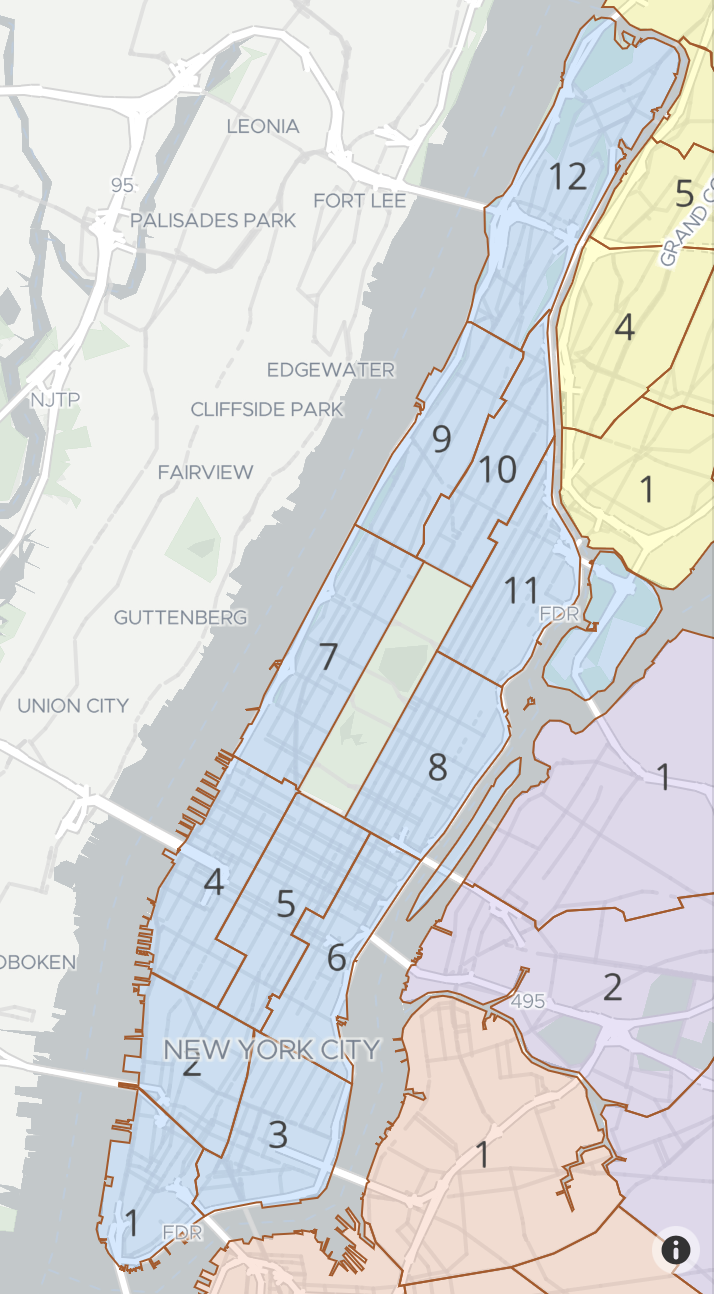 LEONIA
12
95
5
FORT LEE
PALISADES PARK
GRAND CO
4
EDGEWATER
NJTP
CLIFFSIDE PARK
9
10
FAIRVIEW
1
11
FDR
GUTTENBERG
7
UNION CITY
8
1
4
5
6
OBOKEN
2
495
NEW YORK CITY
2
3
1
1
FDR
i